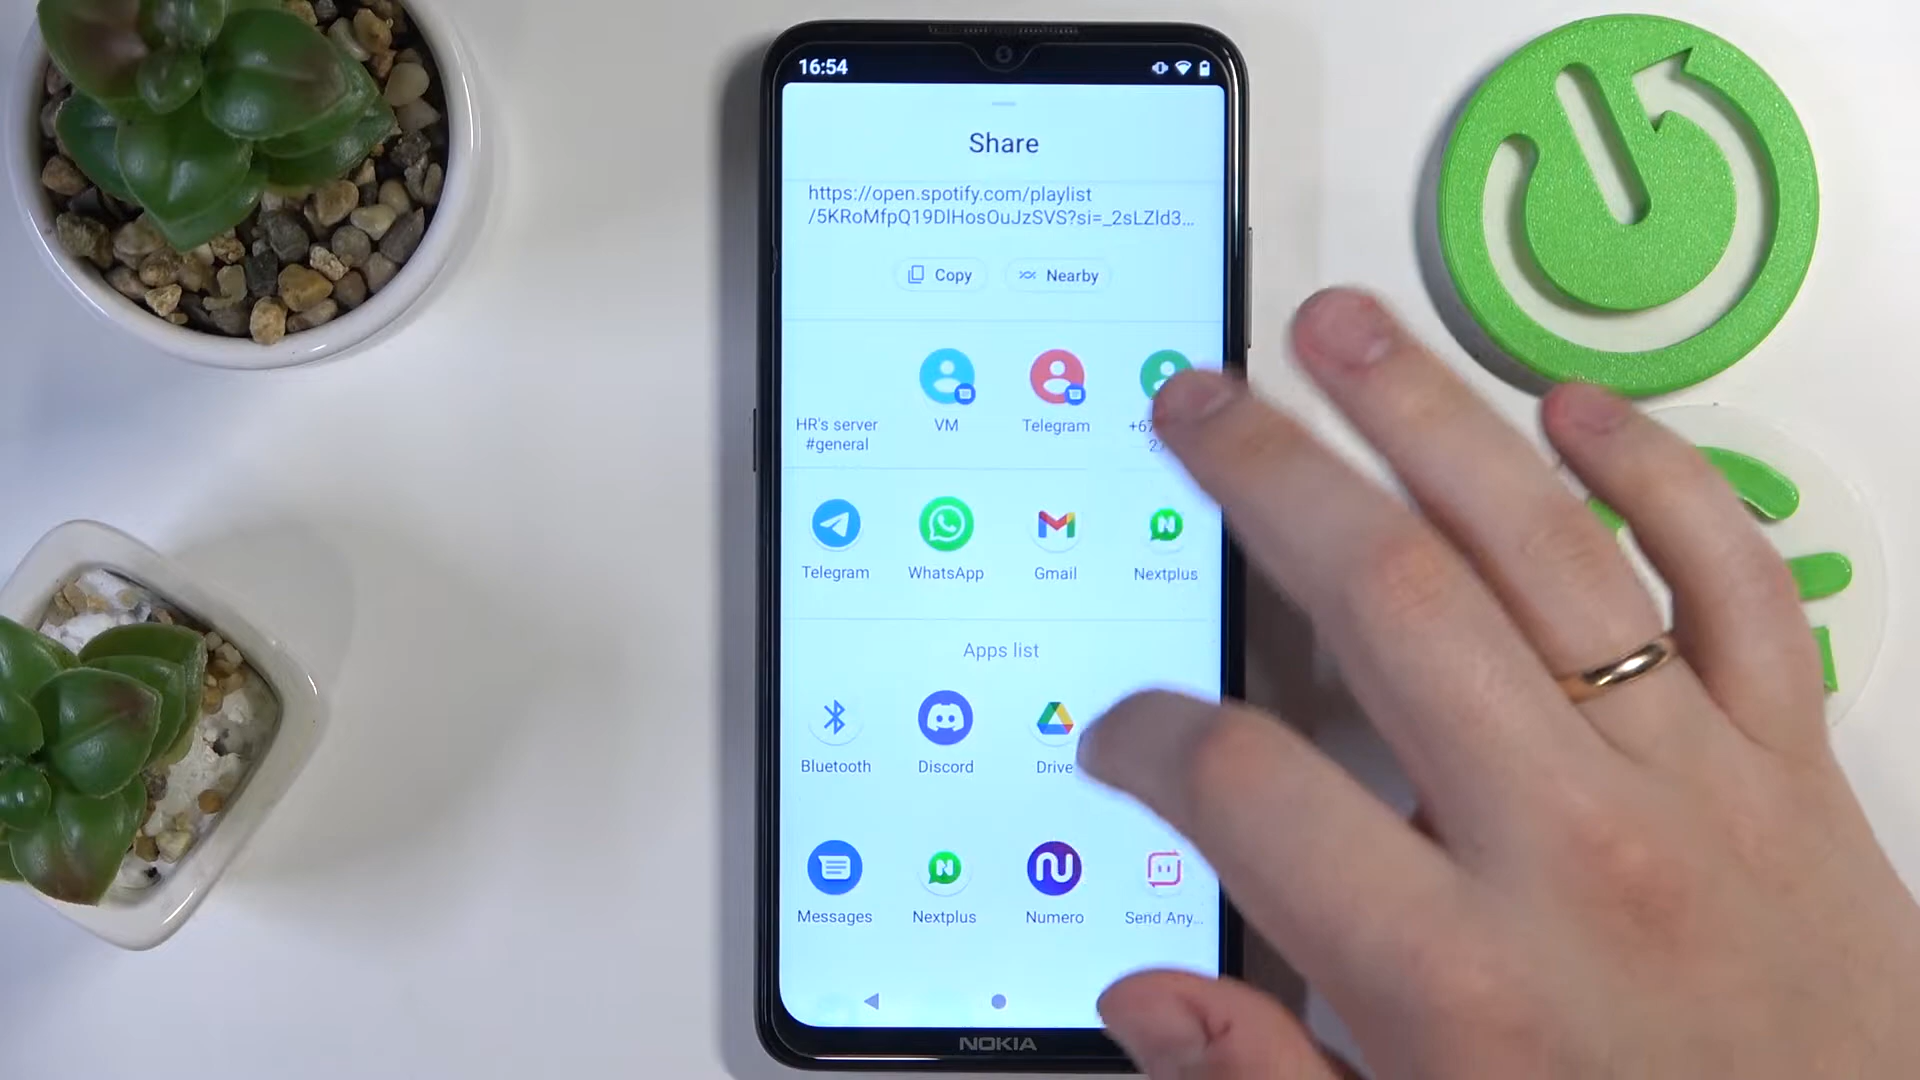 16:54
Share
https://open.spotify.com/playlist
/5KRoMfpQ19DlHosOuJzSVS?si=_2sLZld3...
Copy Nearby
HR's server VM Telegram
#general
Telegram WhatsApp Gmail Nextplus
Apps list
Bluetooth Discord Drive
Messages Nextplus Numero Send Any...
NOKIA